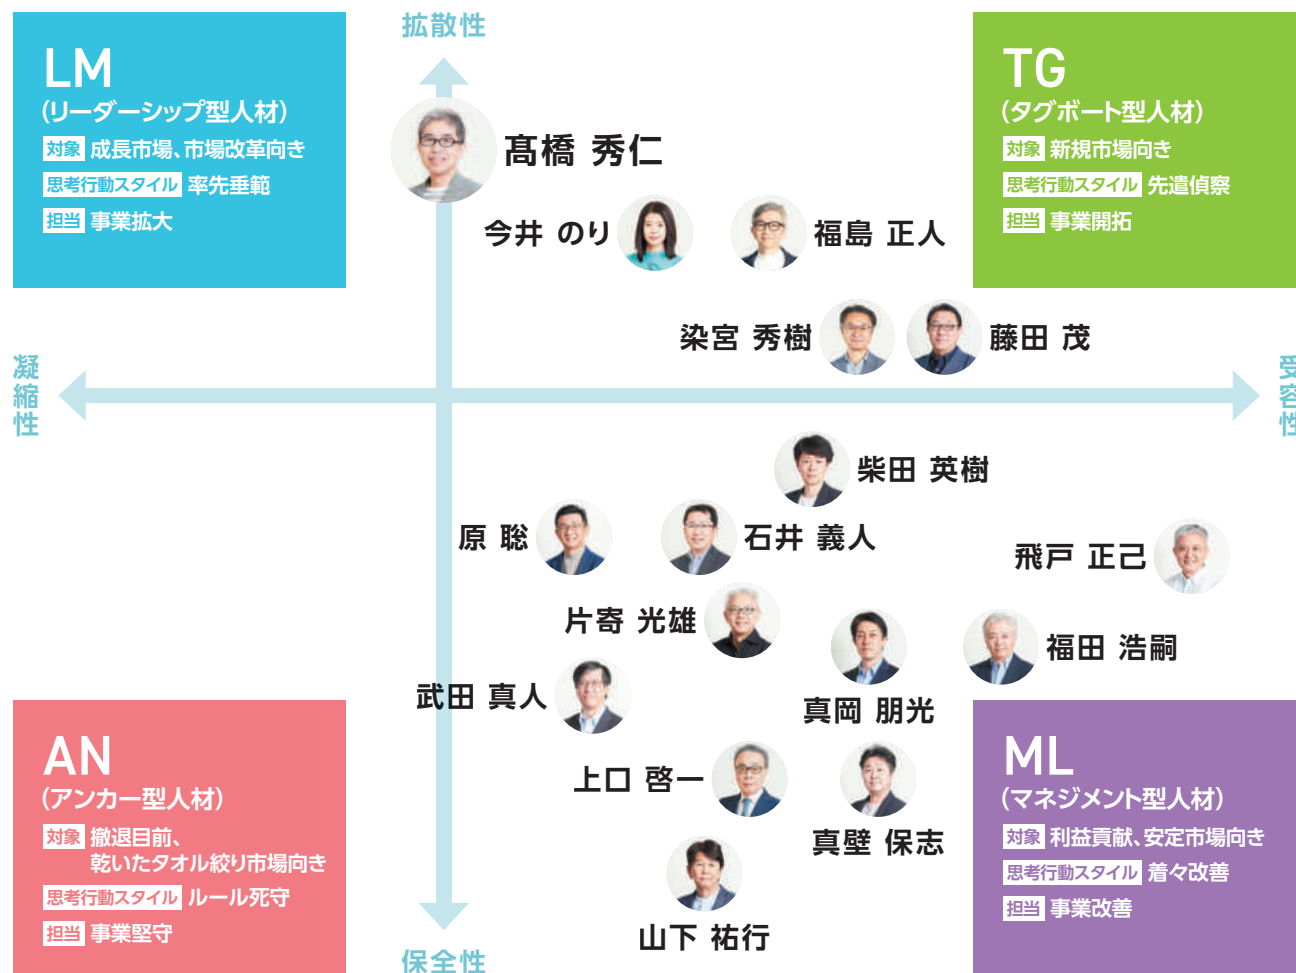 拡散性
LM
(リーダーシップ型人材)
対象 成長市場、市場改革向き
思考行動スタイル 率先垂範
担当 事業拡大
TG
(タグボート型人材)
対象 新規市場向き
思考行動スタイル 先遣偵察
担当 事業開拓
髙橋 秀仁
今井 のり
福島 正人
染宮 秀樹
藤田 茂
凝縮性
受容性
柴田 英樹
原 聡
石井 義人
飛戸 正己
片寄 光雄
福田 浩嗣
武田 真人
真岡 朋光
上口 啓一
真壁 保志
山下 祐行
AN
(アンカー型人材)
対象 撤退目前、
乾いたタオル絞り市場向き
思考行動スタイル ルール死守
担当 事業堅守
ML
(マネジメント型人材)
対象 利益貢献、安定市場向き
思考行動スタイル 着々改善
担当 事業改善
保全性